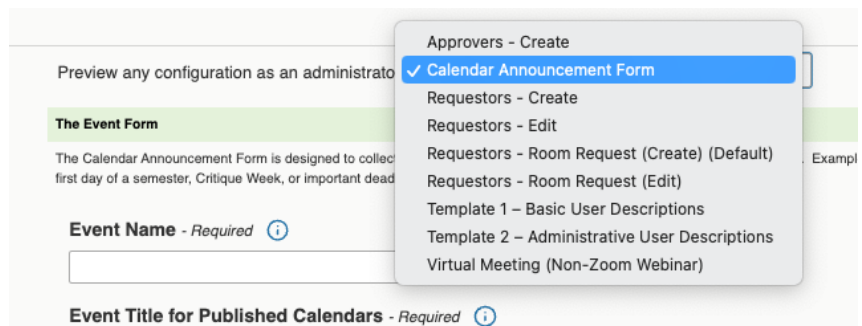 Approvers - Create
Preview any configuration as an administrato
✓ Calendar Announcement Form
Requestors - Create
Requestors - Edit
Requestors - Room Request (Create) (Default)
Requestors - Room Request (Edit)
Template 1 – Basic User Descriptions
Template 2 – Administrative User Descriptions
Virtual Meeting (Non-Zoom Webinar)
The Event Form
The Calendar Announcement Form is designed to collec . Exampl
first day of a semester, Critique Week, or important dead
Event Name - Required
Event Title for Published Calendars - Required